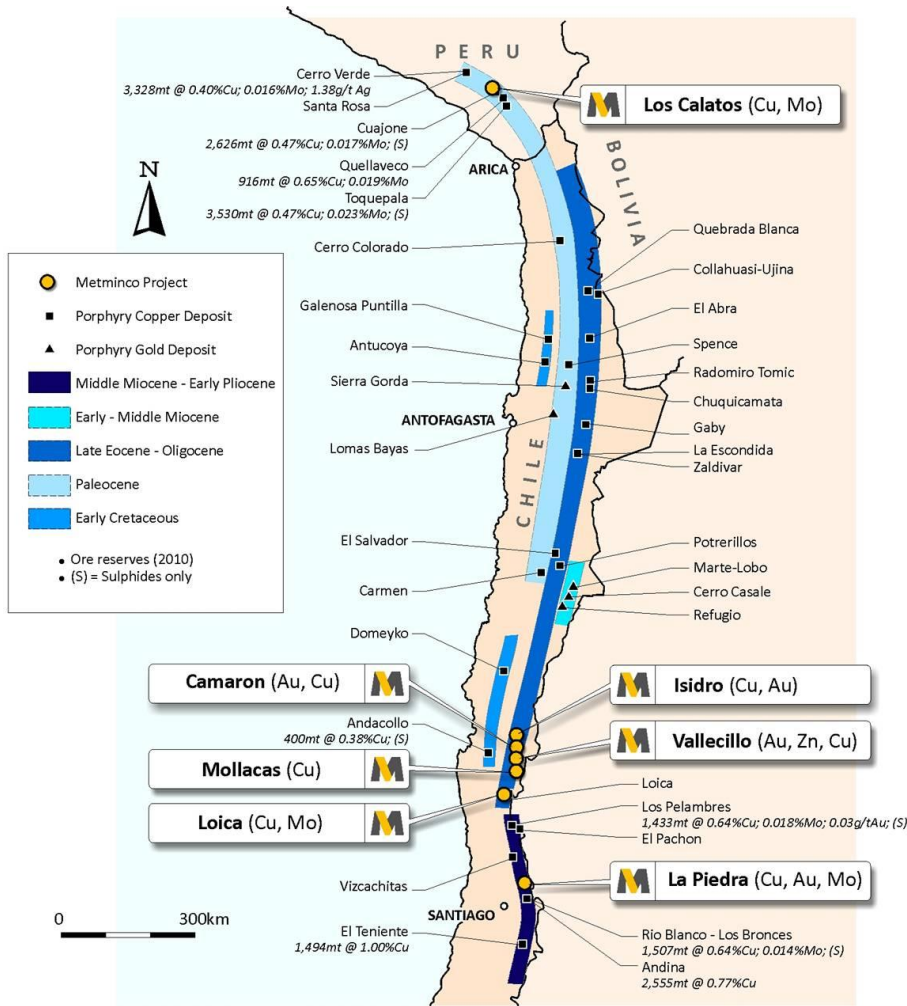 PERU
Cerro Verde
3,328mt @ 0.40%Cu; 0.016%Mo; 1.38g/t Ag
Santa Rosa
Los Calatos (Cu, Mo)
Cuajone
2,626mt @ 0.47%Cu; 0.017%Mo; (S)
Quellaveco
916mt @ 0.65%Cu; 0.019%Mo
Toquepala
3,530mt @ 0.47%Cu; 0.023%Mo; (S)
ARICA
BOLIVIA
N
Cerro Colorado
Quebrada Blanca
Collahuasi-Ujina
Metminco Project
Porphyry Copper Deposit
Porphyry Gold Deposit
Middle Miocene - Early Pliocene
Early - Middle Miocene
Late Eocene - Oligocene
Paleocene
Early Cretaceous
• Ore reserves (2010)
• (S) = Sulphides only
Galenosa Puntilla
El Abra
Antucoya
Spence
Sierra Gorda
Radomiro Tomic
Chuquicamata
ANTOFAGASTA
Gaby
Lomas Bayas
La Escondida
Zaldivar
CHILE
El Salvador
Potrerillos
Marte-Lobo
Carmen
Cerro Casale
Refugio
Domeyko
Camaron (Au, Cu)
Isidro (Cu, Au)
Andacollo
400mt @ 0.38%Cu; (S)
Vallecillo (Au, Zn, Cu)
Mollacas (Cu)
Loica
Loica (Cu, Mo)
Los Pelambres
1,433mt @ 0.64%Cu; 0.018%Mo; 0.03g/tAu; (S)
El Pachon
Vizcachitas
La Piedra (Cu, Au, Mo)
SANTIAGO
0 300km
El Teniente
1,494mt @ 1.00%Cu
Rio Blanco - Los Bronces
1,507mt @ 0.64%Cu; 0.014%Mo; (S)
Andina
2,555mt @ 0.77%Cu